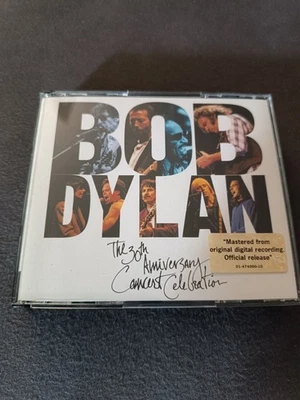 BOB
DYLAN
The 30th
Anniversary
Concert Celebration
"Mastered from
original digital recording.
Official release"